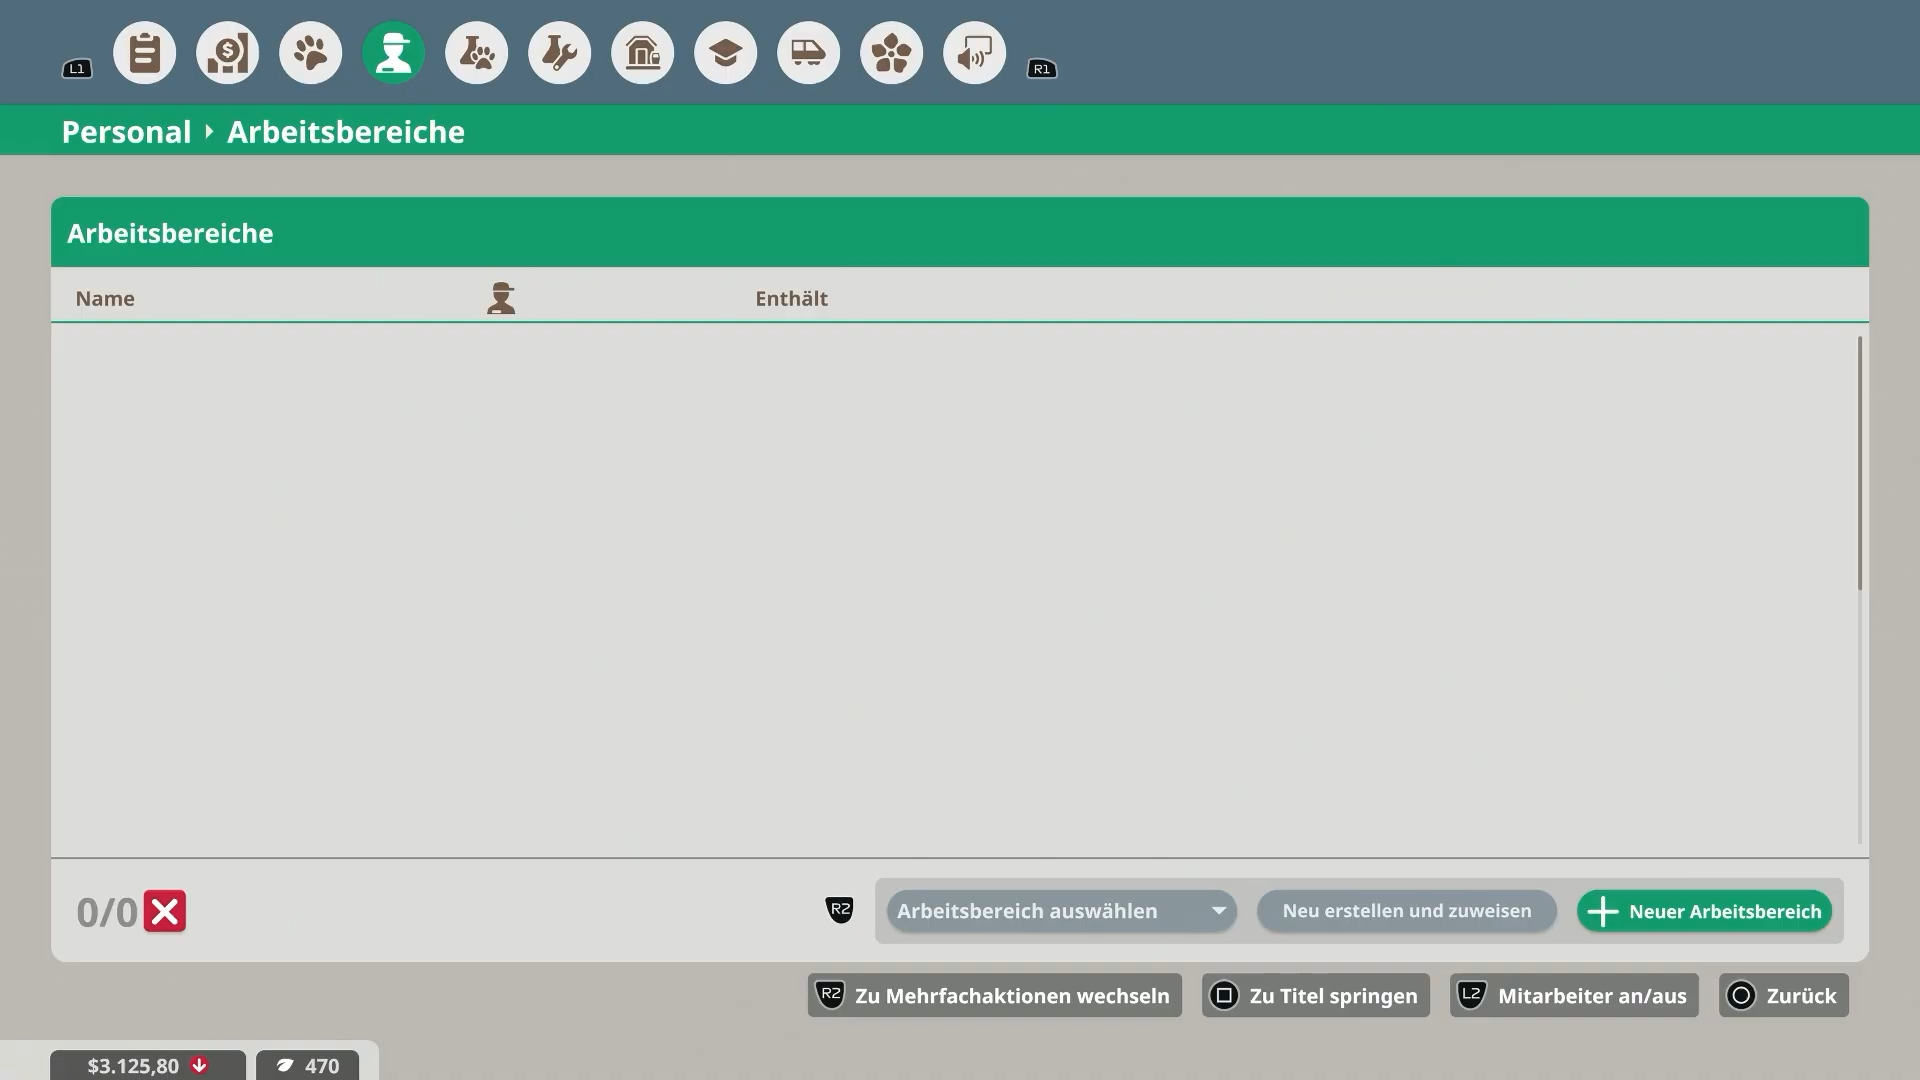 L1
R1
Personal Arbeitsbereiche
Arbeitsbereiche
Name Enthält
0/0
R2 Arbeitsbereich auswählen Neu erstellen und zuweisen Neuer Arbeitsbereich
R2 Zu Mehrfachaktionen wechseln Zu Titel springen L2 Mitarbeiter an/aus Zurück
$3.125,80 470